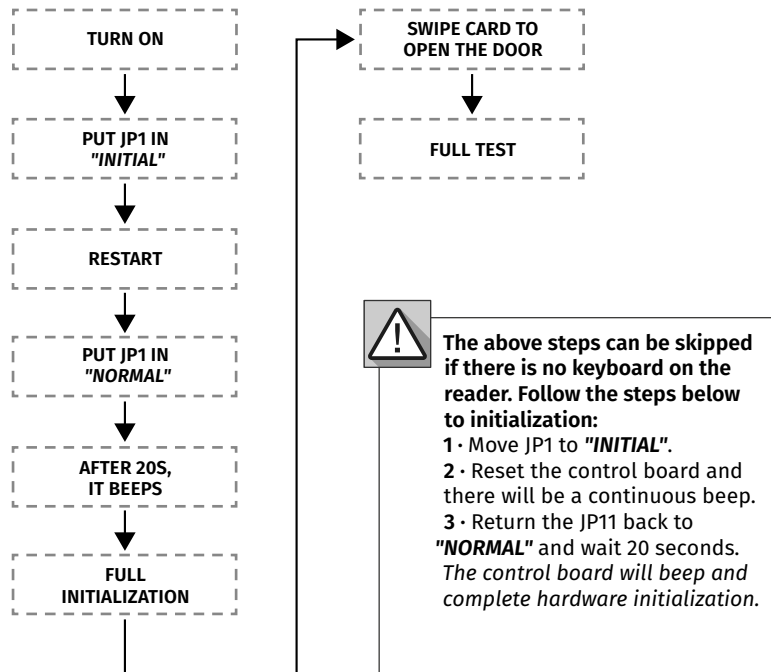 TURN ON
PUT JP1 IN
"INITIAL"
RESTART
PUT JP1 IN
"NORMAL"
AFTER 20S,
IT BEEPS
FULL
INITIALIZATION
SWIPE CARD TO
OPEN THE DOOR
FULL TEST
The above steps can be skipped
if there is no keyboard on the
reader. Follow the steps below
to initialization:
1 · Move JP1 to "INITIAL".
2 · Reset the control board and
there will be a continuous beep.
3 · Return the JP11 back to
"NORMAL" and wait 20 seconds.
The control board will beep and
complete hardware initialization.